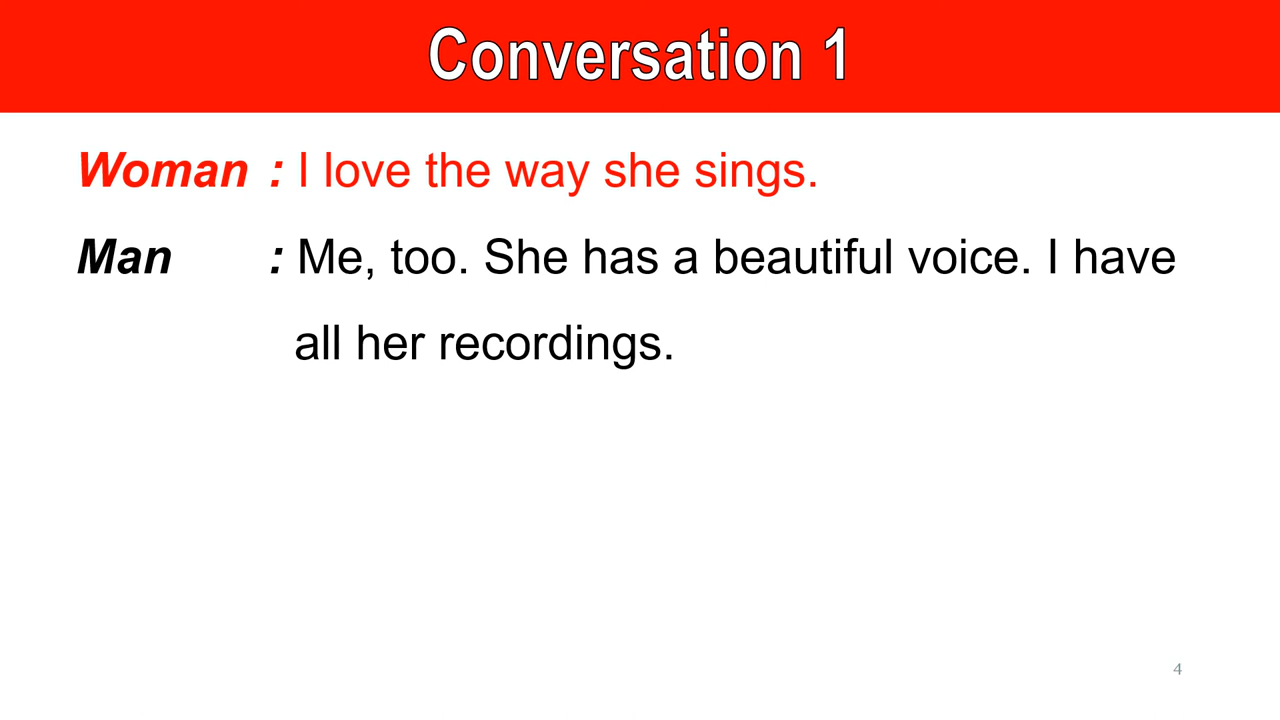 Conversation 1
Woman : I love the way she sings.
Man : Me, too. She has a beautiful voice. I have
all her recordings.
4